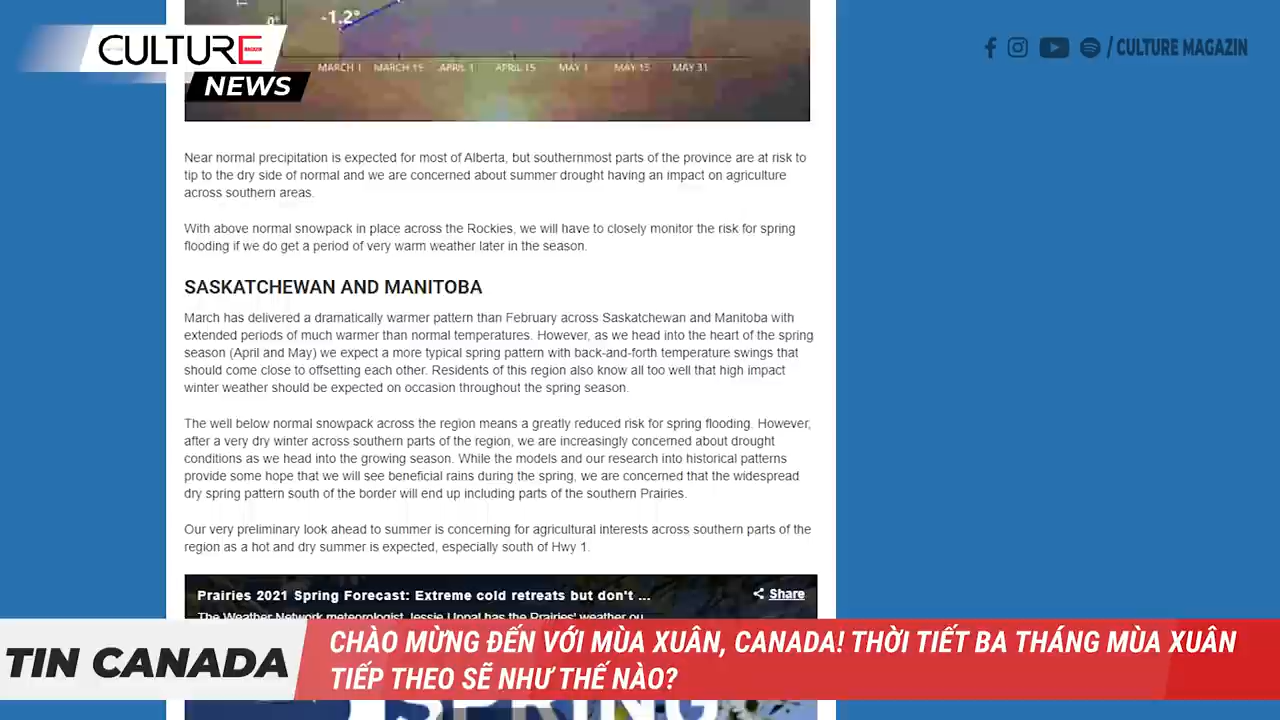 -1.2°
0°
MARCH 1 MARCH 15 APRIL 1 APRIL 15 MAY 1 MAY 15 MAY 31
CULTURE
MAGAZIN
NEWS
/ CULTURE MAGAZIN
Near normal precipitation is expected for most of Alberta, but southernmost parts of the province are at risk to
tip to the dry side of normal and we are concerned about summer drought having an impact on agriculture
across southern areas.
With above normal snowpack in place across the Rockies, we will have to closely monitor the risk for spring
flooding if we do get a period of very warm weather later in the season.
SASKATCHEWAN AND MANITOBA
March has delivered a dramatically warmer pattern than February across Saskatchewan and Manitoba with
extended periods of much warmer than normal temperatures. However, as we head into the heart of the spring
season (April and May) we expect a more typical spring pattern with back-and-forth temperature swings that
should come close to offsetting each other. Residents of this region also know all too well that high impact
winter weather should be expected on occasion throughout the spring season.
The well below normal snowpack across the region means a greatly reduced risk for spring flooding. However,
after a very dry winter across southern parts of the region, we are increasingly concerned about drought
conditions as we head into the growing season. While the models and our research into historical patterns
provide some hope that we will see beneficial rains during the spring, we are concerned that the widespread
dry spring pattern south of the border will end up including parts of the southern Prairies.
Our very preliminary look ahead to summer is concerning for agricultural interests across southern parts of the
region as a hot and dry summer is expected, especially south of Hwy 1.
Prairies 2021 Spring Forecast: Extreme cold retreats but don't ...
Share
The Weather Network meteorologist Jessie Uppal has the Prairies' weather ou
TIN CANADA
CHÀO MỪNG ĐẾN VỚI MÙA XUÂN, CANADA! THỜI TIẾT BA THÁNG MÙA XUÂN
TIẾP THEO SẼ NHƯ THẾ NÀO?
SPRING